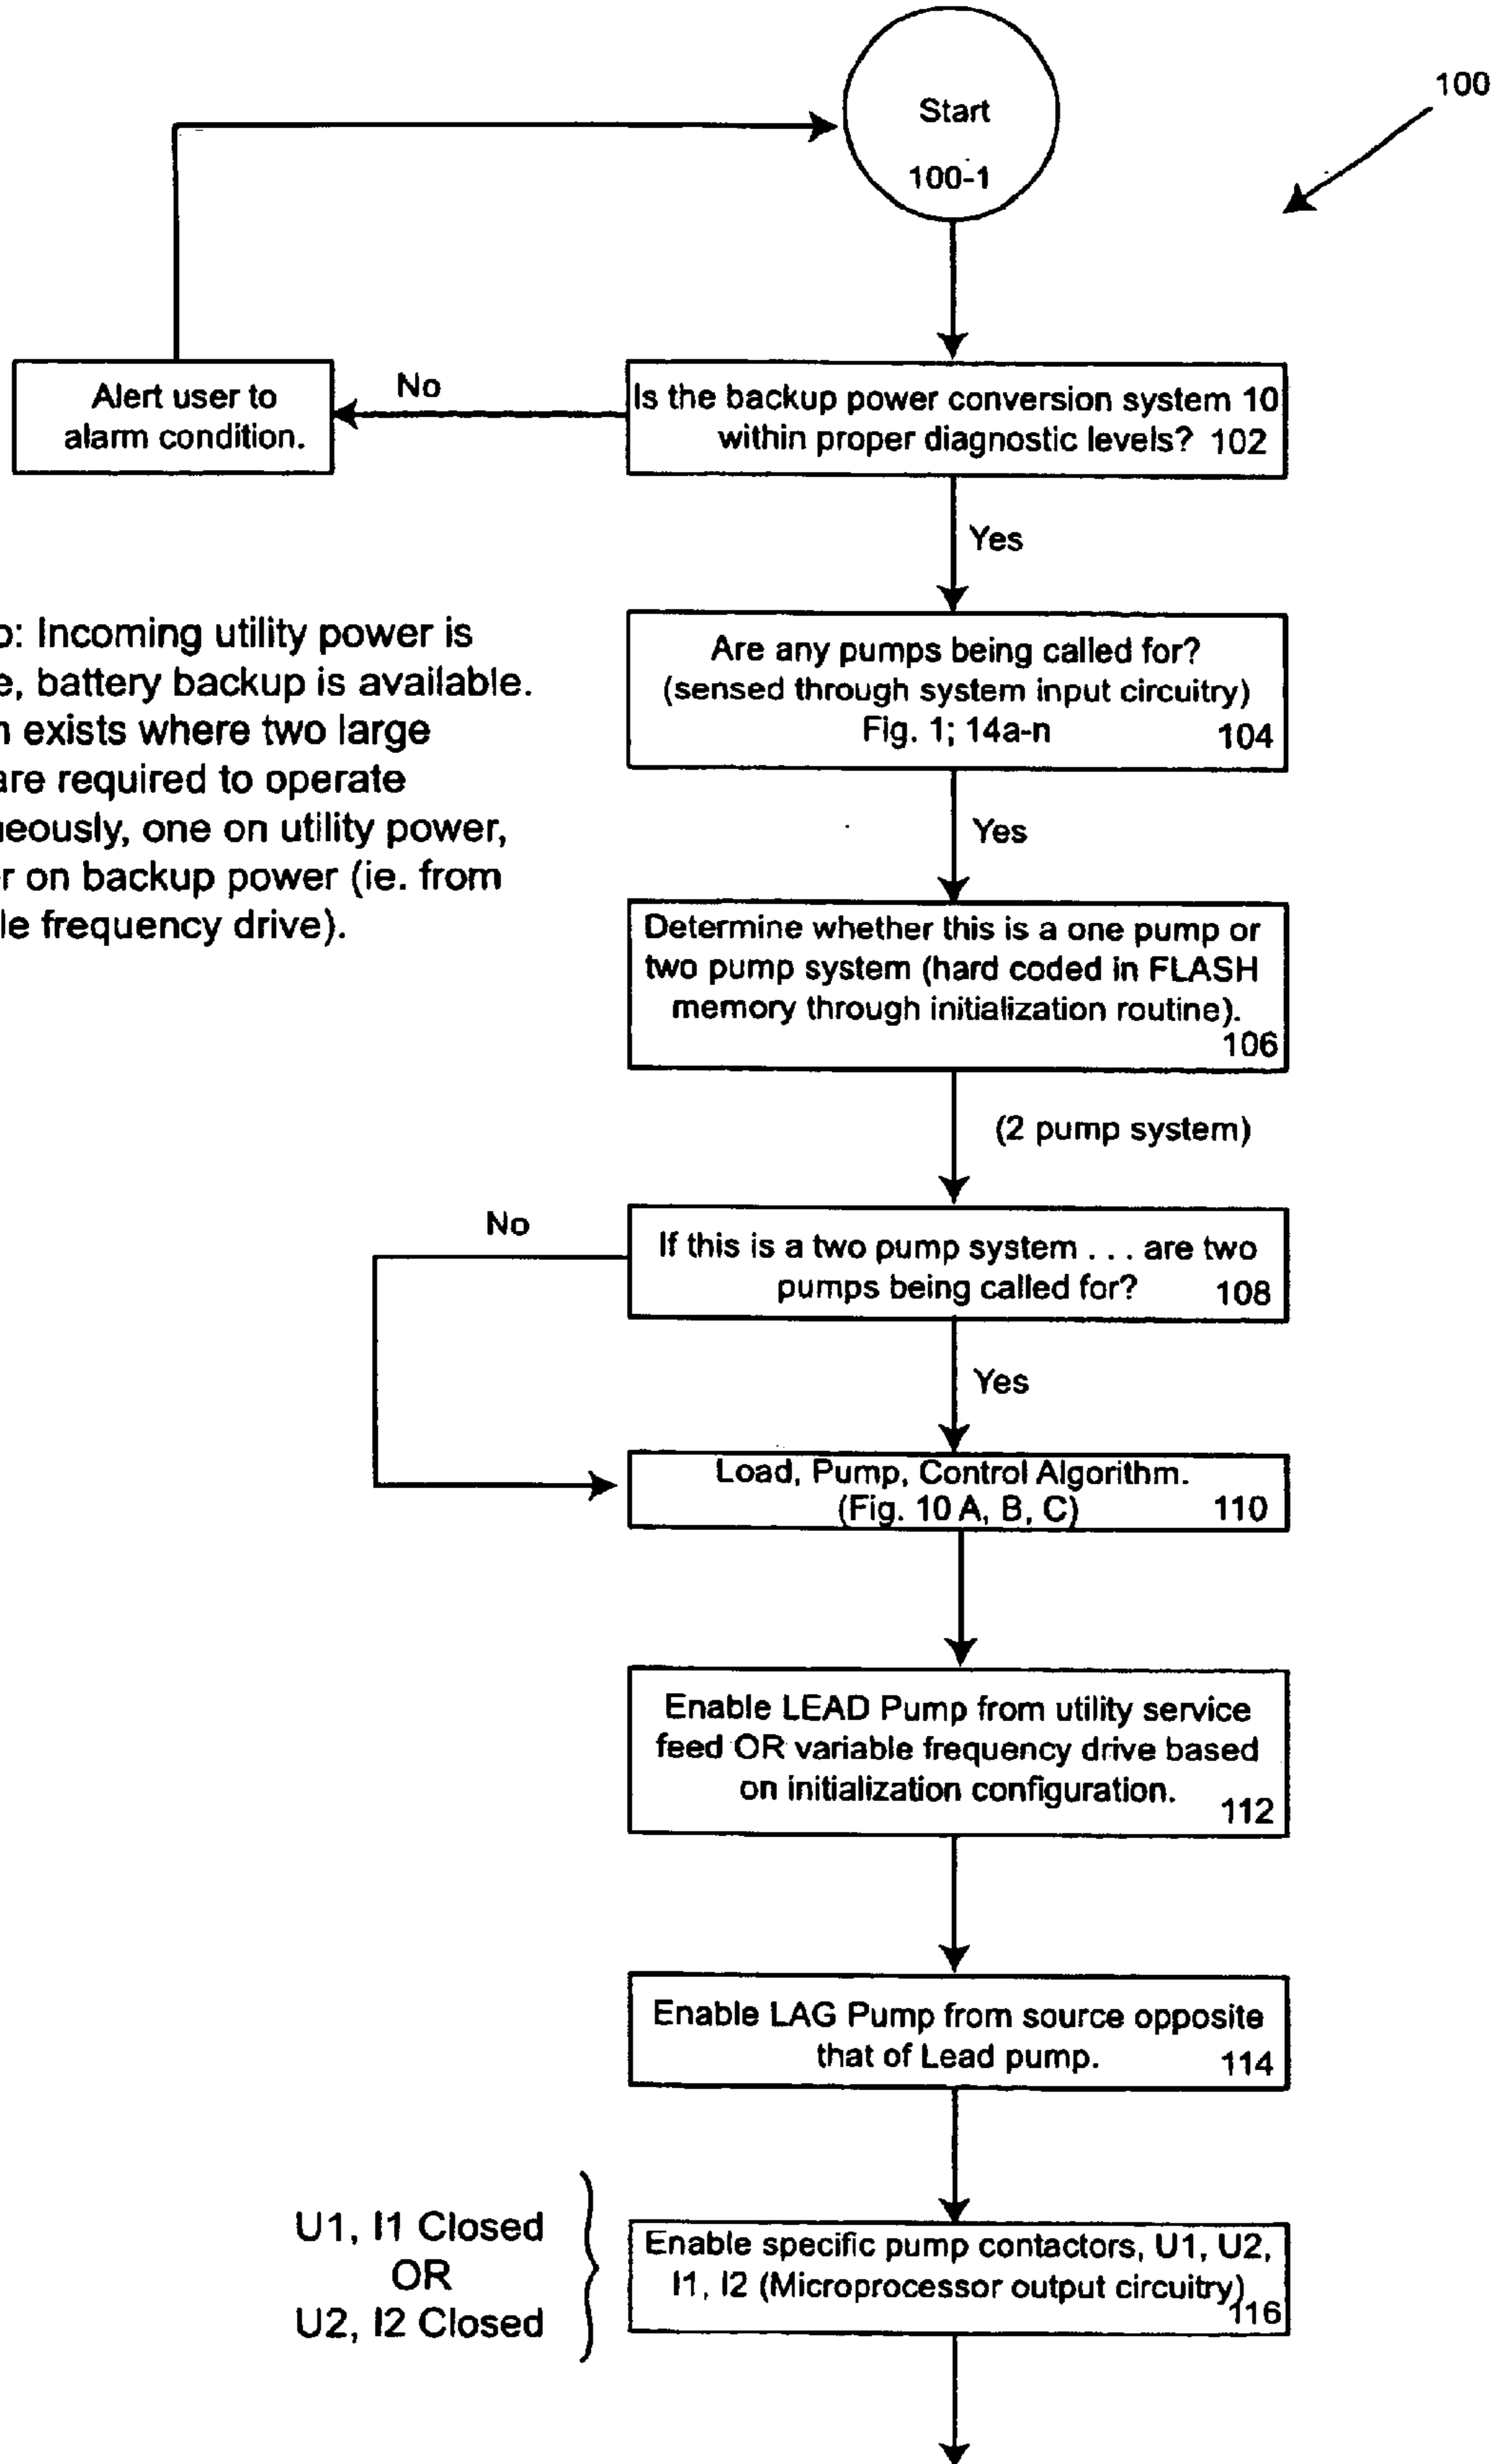 Start
100-1
100
Alert user to
alarm condition.
No
Is the backup power conversion system 10
within proper diagnostic levels? 102
Yes
: Incoming utility power is
, battery backup is available.
exists where two large
are required to operate
, one on utility power,
on backup power (ie. from
frequency drive).
Are any pumps being called for?
(sensed through system input circuitry)
Fig. 1; 14a-n 104
Yes
Determine whether this is a one pump or
two pump system (hard coded in FLASH
memory through initialization routine).
106
(2 pump system)
No
If this is a two pump system . . . are two
pumps being called for? 108
Yes
Load, Pump, Control Algorithm.
(Fig. 10 A, B, C) 110
Enable LEAD Pump from utility service
feed OR variable frequency drive based
on initialization configuration.
112
Enable LAG Pump from source opposite
that of Lead pump. 114
U1, I1 Closed
OR
U2, I2 Closed
Enable specific pump contactors, U1, U2,
I1, I2 (Microprocessor output circuitry)
116